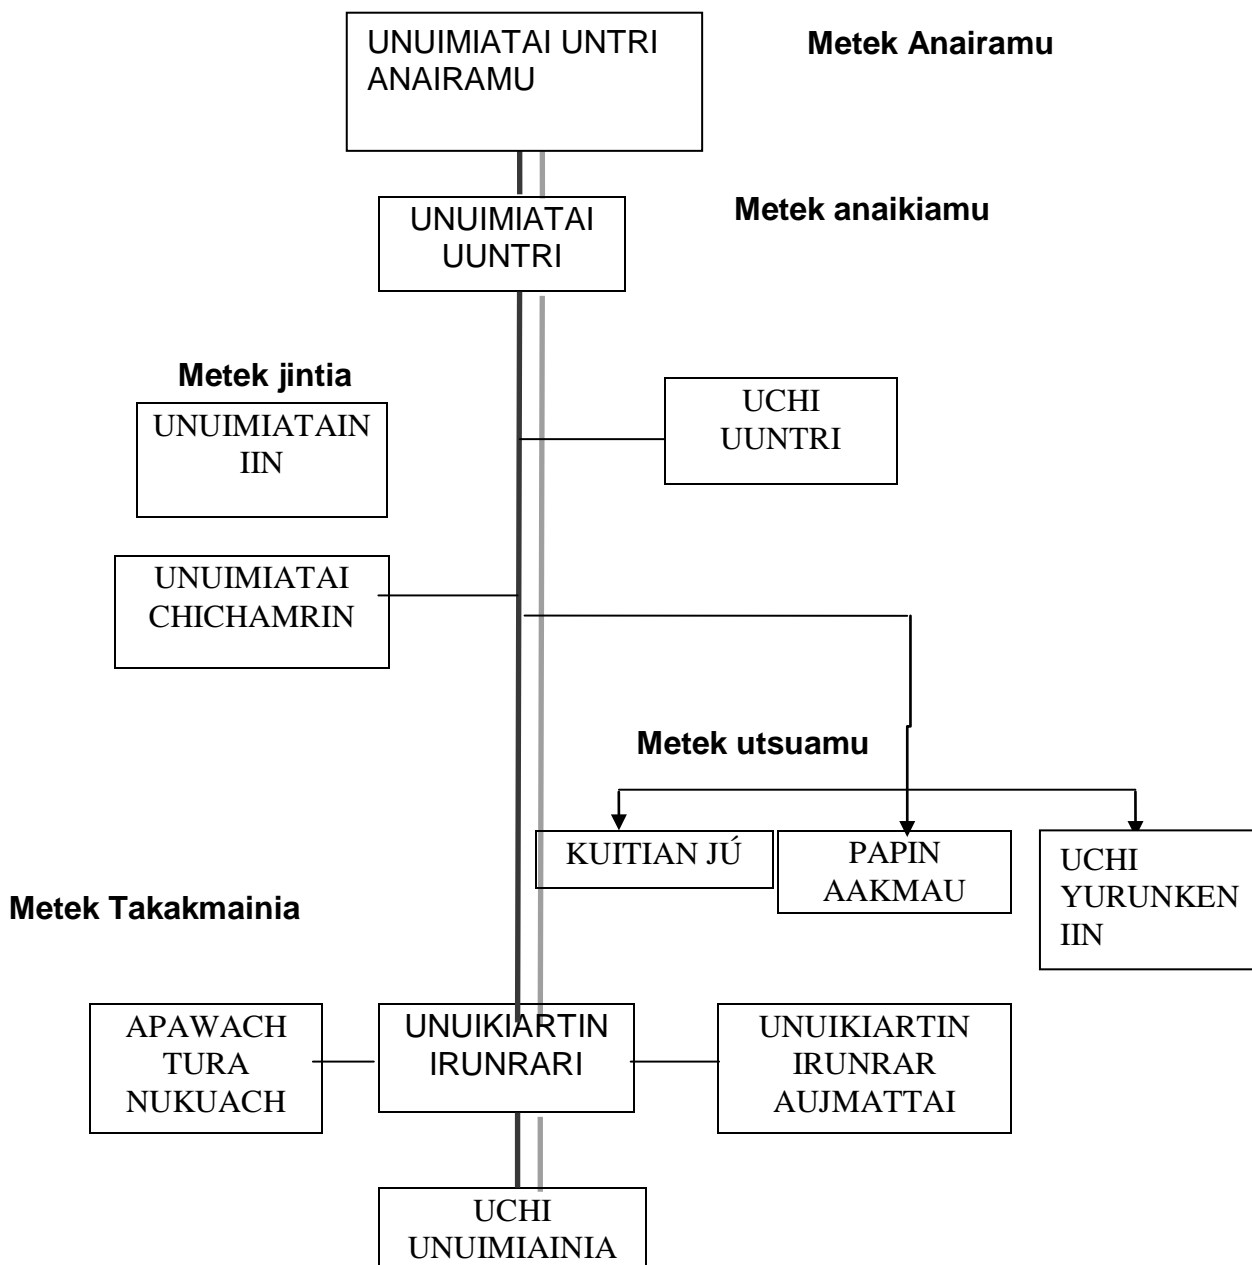 UNUIMIATAI UNTRI
ANAIRAMU
Metek Anairamu
UNUIMIATAI
UUNTRI
Metek anaikiamu
Metek jintia
UNUIMIATAIN
IIN
UCHI
UUNTRI
UNUIMIATAI
CHICHAMRIN
Metek utsuamu
KUITIAN JÚ
PAPIN
AAKMAU
UCHI
YURUNKEN
IIN
Metek Takakmainia
APAWACH
TURA
NUKUACH
UNUIKIARTIN
IRUNRARI
UNUIKIARTIN
IRUNRAR
AUJMATTAI
UCHI
UNUIMIAINIA